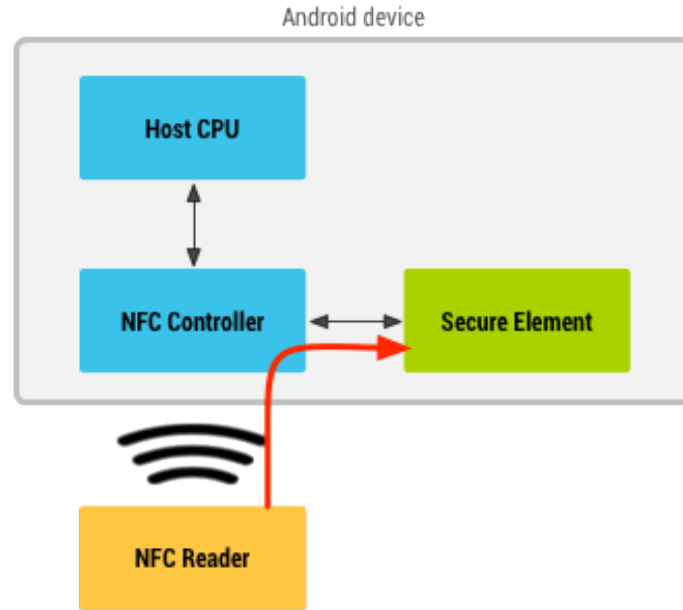 Android device
Host CPU
NFC Controller
Secure Element
NFC Reader